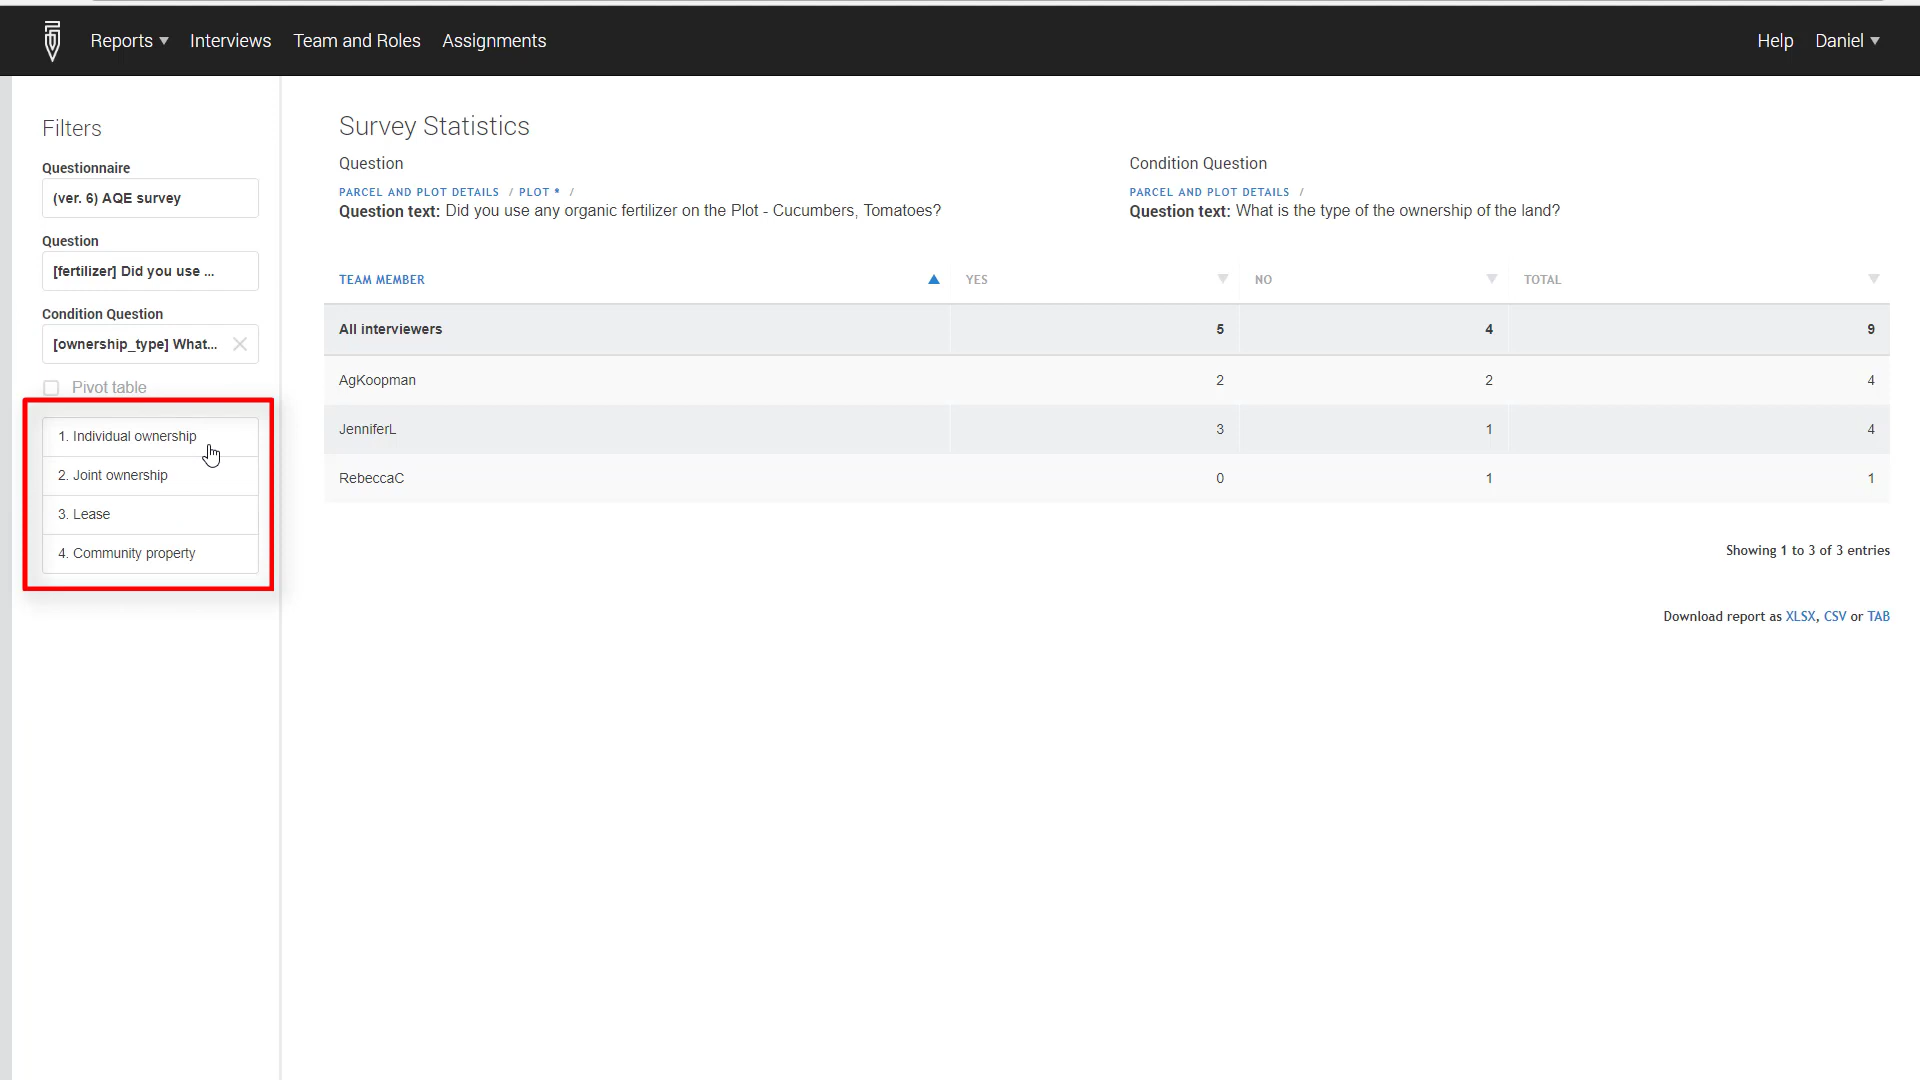 Reports Interviews Team and Roles Assignments Help Daniel
Filters
Questionnaire
(ver. 6) AQE survey
Question
[fertilizer] Did you use ...
Condition Question
[ownership_type] What...
Pivot table
1. Individual ownership
2. Joint ownership
3. Lease
4. Community property
Survey Statistics
Question
PARCEL AND PLOT DETAILS / PLOT * /
Question text: Did you use any organic fertilizer on the Plot - Cucumbers, Tomatoes?
Condition Question
PARCEL AND PLOT DETAILS /
Question text: What is the type of the ownership of the land?
TEAM MEMBER YES NO TOTAL
All interviewers 5 4 9
AgKoopman 2 2 4
JenniferL 3 1 4
RebeccaC 0 1 1
Showing 1 to 3 of 3 entries
Download report as XLSX, CSV or TAB